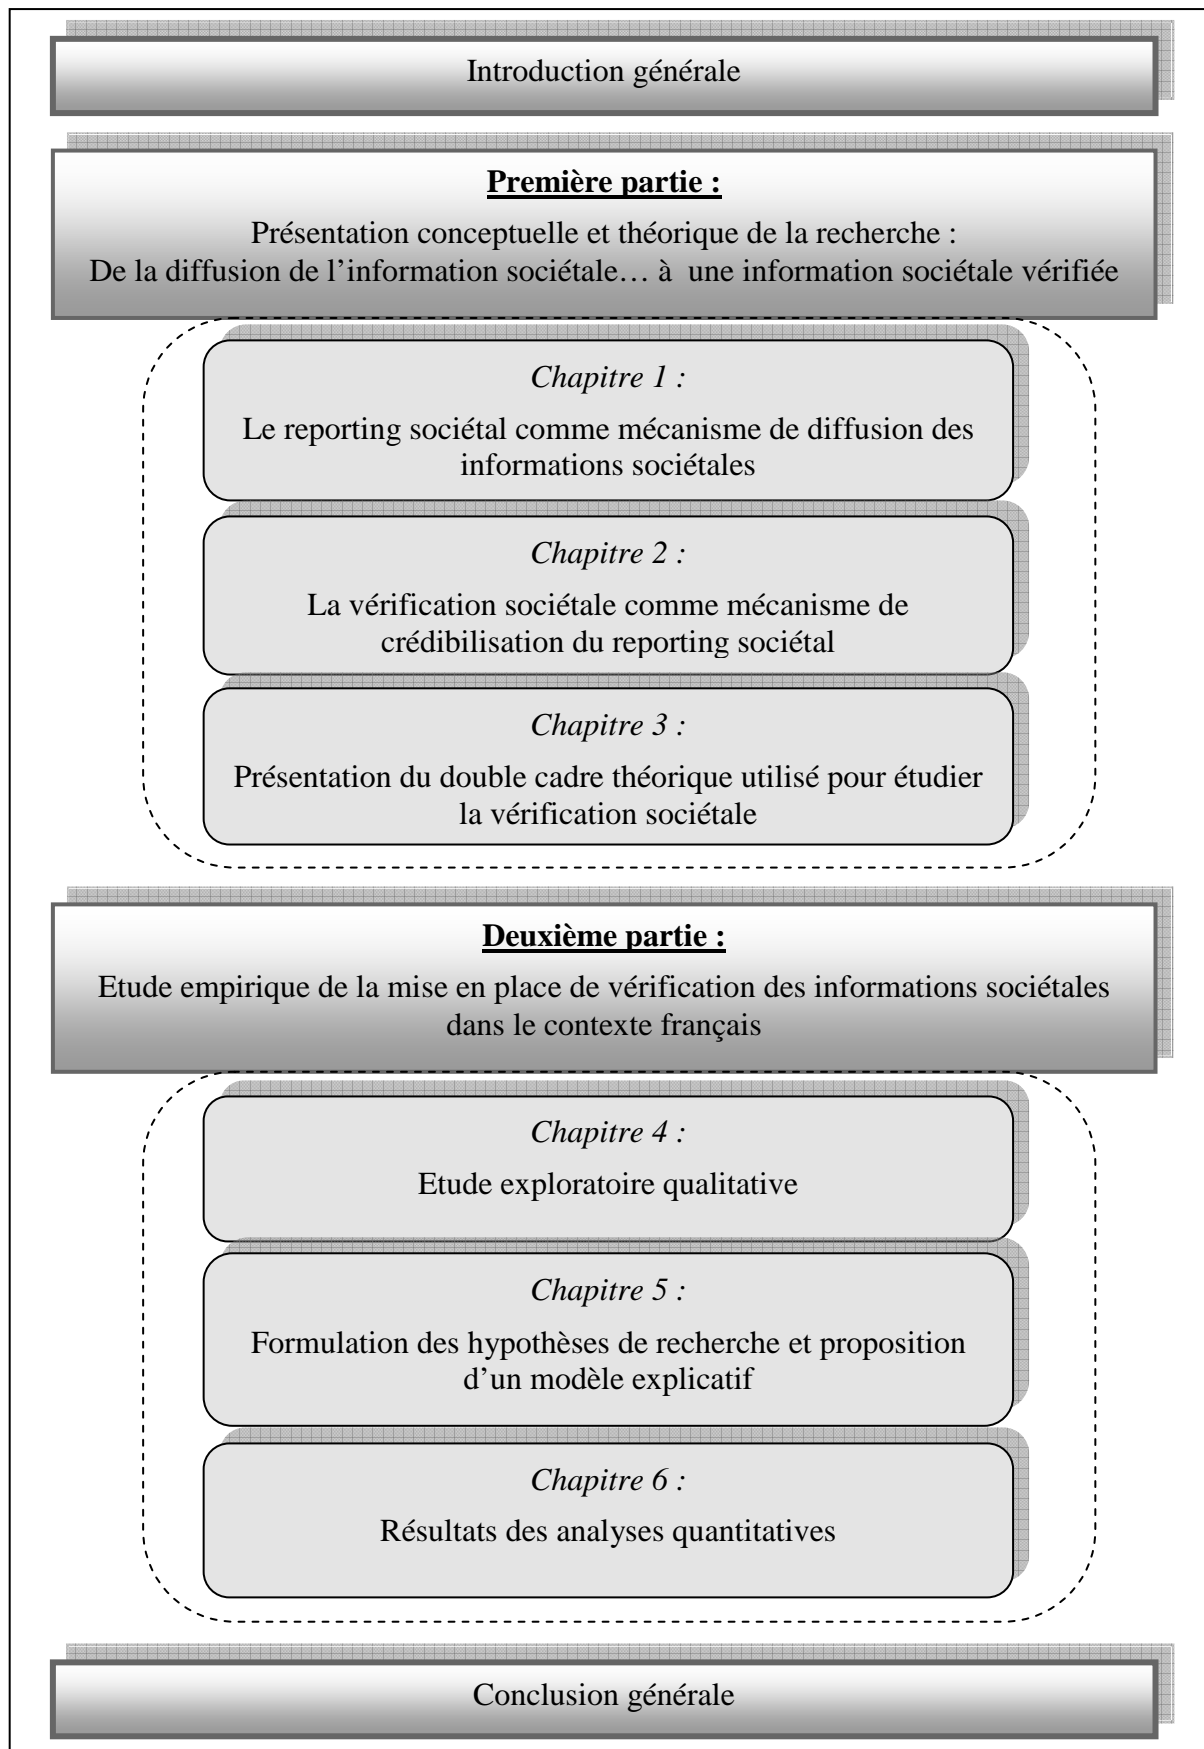 Introduction générale
Première partie :
Présentation conceptuelle et théorique de la recherche :
De la diffusion de l’information sociétale… à une information sociétale vérifiée
Chapitre 1 :
Le reporting sociétal comme mécanisme de diffusion des
informations sociétales
Chapitre 2 :
La vérification sociétale comme mécanisme de
crédibilisation du reporting sociétal
Chapitre 3 :
Présentation du double cadre théorique utilisé pour étudier
la vérification sociétale
Deuxième partie :
Etude empirique de la mise en place de vérification des informations sociétales
dans le contexte français
Chapitre 4 :
Etude exploratoire qualitative
Chapitre 5 :
Formulation des hypothèses de recherche et proposition
d’un modèle explicatif
Chapitre 6 :
Résultats des analyses quantitatives
Conclusion générale